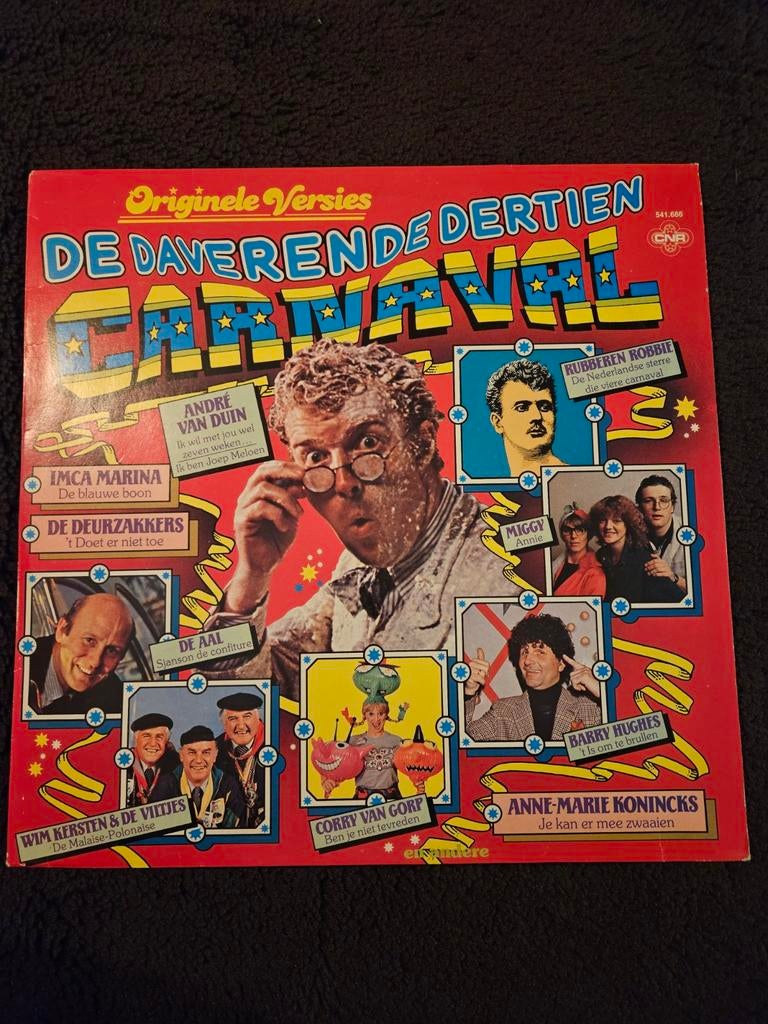 Originele Versies
DE DAVERENDE DERTIEN
541.686
CNR
CARNAVAL
RUBBEREN ROBBIE
De Nederlandse sterre
die viere carnaval
ANDRÉ
VAN DUIN
Ik wil met jou wel
zeven weken...
Ik ben Joep Meloen
IMCA MARINA
De blauwe boon
DE DEURZAKKERS
't Doet er niet toe
MIGGY
Annie
DE AAL
Sjanson de confiture
BARRY HUGHES
't Is om te brullen
WIM KERSTEN & DE VIITJES
De Malaise-Polonaise
CORRY VAN GORP
Ben je niet tevreden
ANNE-MARIE KONINCKS
Je kan er mee zwaaien
en andere